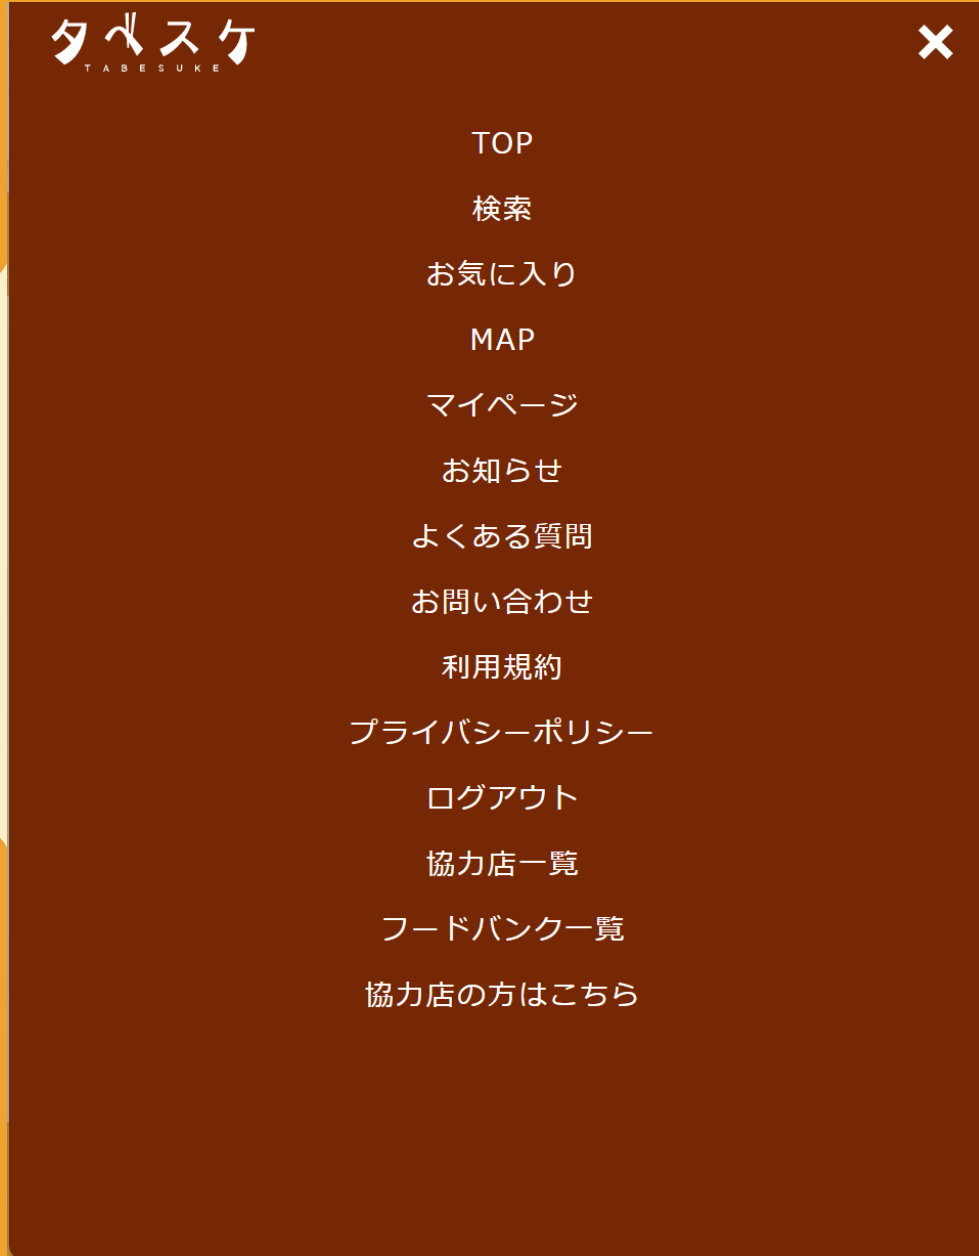 タベスケ
TABESUKE
TOP
検索
お気に入り
MAP
マイページ
お知らせ
よくある質問
お問い合わせ
利用規約
プライバシーポリシー
ログアウト
協力店一覧
フードバンク一覧
協力店の方はこちら